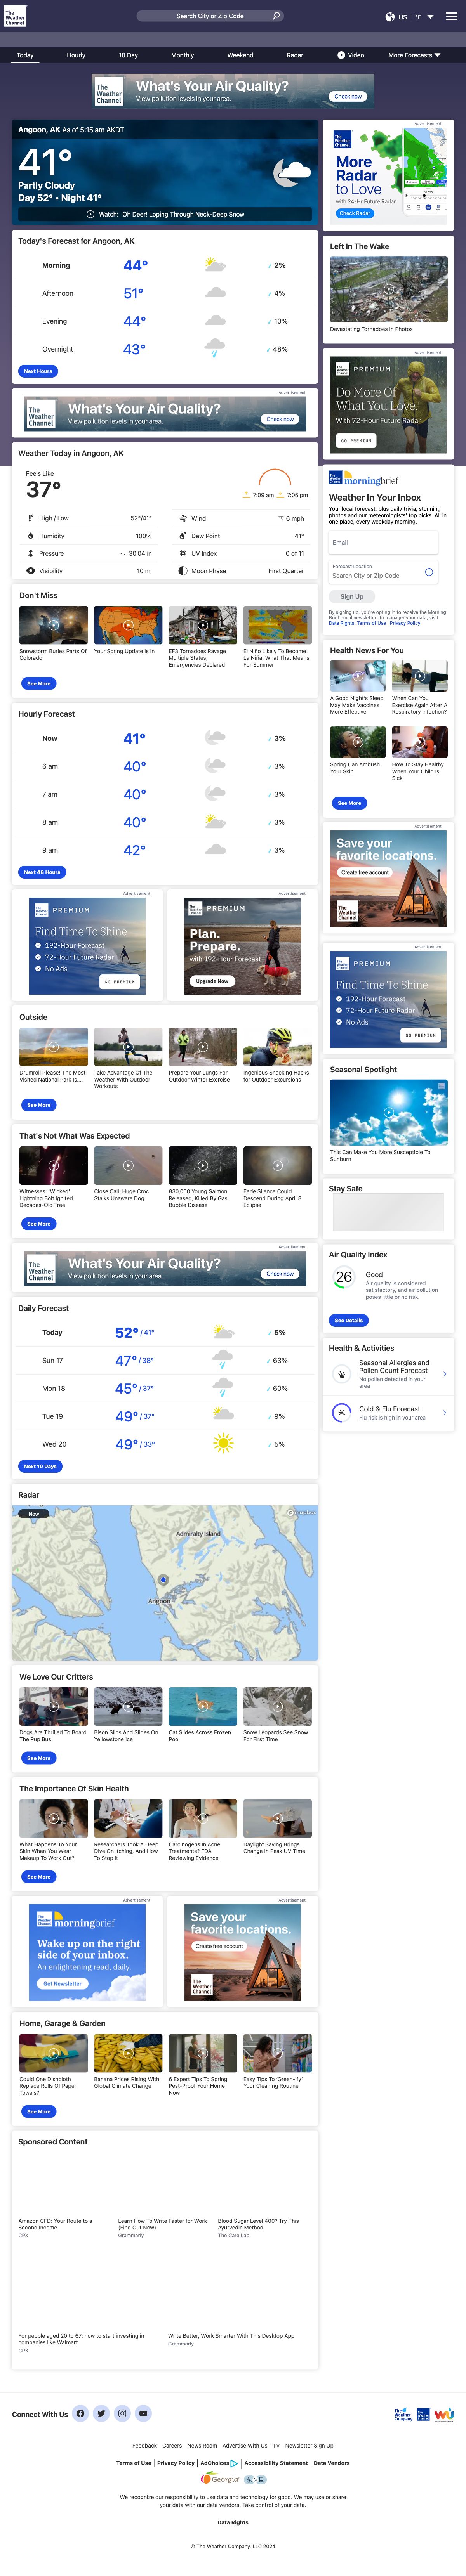 The
Weather
Channel
Search City or Zip Code
US | °F
Today
Hourly
10 Day
Monthly
Weekend
Radar
Video
More Forecasts
The
Weather
Channel
What's Your Air Quality?
View pollution levels in your area.
Check now
Angoon, AK As of 5:15 am AKDT
41°
Partly Cloudy
Day 52° • Night 41°
Watch: Oh Deer! Loping Through Neck-Deep Snow
Today's Forecast for Angoon, AK
Morning 44° 2%
Afternoon 51° 4%
Evening 44° 10%
Overnight 43° 48%
Next Hours
Advertisement
The
Weather
Channel
What's Your Air Quality?
View pollution levels in your area.
Check now
Weather Today in Angoon, AK
Feels Like
37°
7:09 am 7:05 pm
High / Low 52°/41°
Wind 6 mph
Humidity 100%
Dew Point 41°
Pressure 30.04 in
UV Index 0 of 11
Visibility 10 mi
Moon Phase First Quarter
Don't Miss
Snowstorm Buries Parts Of
Colorado
Your Spring Update Is In
EF3 Tornadoes Ravage
Multiple States;
Emergencies Declared
El Niño Likely To Become
La Niña; What That Means
For Summer
See More
Hourly Forecast
Now 41° 3%
6 am 40° 3%
7 am 40° 3%
8 am 40° 3%
9 am 42° 3%
Next 48 Hours
Advertisement
PREMIUM
Find Time To Shine
192-Hour Forecast
72-Hour Future Radar
No Ads
GO PREMIUM
Advertisement
PREMIUM
Plan.
Prepare.
with 192-Hour Forecast
Upgrade Now
Outside
Drumroll Please! The Most
Visited National Park Is....
Take Advantage Of The
Weather With Outdoor
Workouts
Prepare Your Lungs For
Outdoor Winter Exercise
Ingenious Snacking Hacks
for Outdoor Excursions
See More
That's Not What Was Expected
Witnesses: 'Wicked'
Lightning Bolt Ignited
Decades-Old Tree
Close Call: Huge Croc
Stalks Unaware Dog
830,000 Young Salmon
Released, Killed By Gas
Bubble Disease
Eerie Silence Could
Descend During April 8
Eclipse
See More
Advertisement
The
Weather
Channel
What's Your Air Quality?
View pollution levels in your area.
Check now
Daily Forecast
Today 52° / 41° 5%
Sun 17 47° / 38° 63%
Mon 18 45° / 37° 60%
Tue 19 49° / 37° 9%
Wed 20 49° / 33° 5%
Next 10 Days
Radar
Now
Admiralty Island
Angoon
We Love Our Critters
Dogs Are Thrilled To Board
The Pup Bus
Bison Slips And Slides On
Yellowstone Ice
Cat Slides Across Frozen
Pool
Snow Leopards See Snow
For First Time
See More
The Importance Of Skin Health
What Happens To Your
Skin When You Wear
Makeup To Work Out?
Researchers Took A Deep
Dive On Itching, And How
To Stop It
Carcinogens In Acne
Treatments? FDA
Reviewing Evidence
Daylight Saving Brings
Change In Peak UV Time
See More
Advertisement
morningbrief
Wake up on the right
side of your inbox.
An enlightening read, daily.
Get Newsletter
Advertisement
Save your
favorite locations.
Create free account
The
Weather
Channel
Home, Garage & Garden
Could One Dishcloth
Replace Rolls Of Paper
Towels?
Banana Prices Rising With
Global Climate Change
6 Expert Tips To Spring
Pest-Proof Your Home
Now
Easy Tips To 'Green-ify'
Your Cleaning Routine
See More
Sponsored Content
Amazon CFD: Your Route to a
Second Income
CPX
Learn How To Write Faster for Work
(Find Out Now)
Grammarly
Blood Sugar Level 400? Try This
Ayurvedic Method
The Care Lab
For people aged 20 to 67: how to start investing in
companies like Walmart
CPX
Write Better, Work Smarter With This Desktop App
Grammarly
Advertisement
The
Weather
Channel
More
Radar
to Love
with 24-Hr Future Radar
Check Radar
Left In The Wake
Devastating Tornadoes In Photos
Advertisement
PREMIUM
Do More Of
What You Love.
With 72-Hour Future Radar
GO PREMIUM
morningbrief
Weather In Your Inbox
Your local forecast, plus daily trivia, stunning
photos and our meteorologists' top picks. All in
one place, every weekday morning.
Email
Forecast Location
Search City or Zip Code
Sign Up
By signing up, you're opting in to receive the Morning
Brief email newsletter. To manage your data, visit
Data Rights. Terms of Use | Privacy Policy
Health News For You
A Good Night's Sleep
May Make Vaccines
More Effective
When Can You
Exercise Again After A
Respiratory Infection?
Spring Can Ambush
Your Skin
How To Stay Healthy
When Your Child Is
Sick
See More
Advertisement
Save your
favorite locations.
Create free account
The
Weather
Channel
Advertisement
PREMIUM
Find Time To Shine
192-Hour Forecast
72-Hour Future Radar
No Ads
GO PREMIUM
Seasonal Spotlight
This Can Make You More Susceptible To
Sunburn
Stay Safe
Air Quality Index
26
Good
Air quality is considered
satisfactory, and air pollution
poses little or no risk.
See Details
Health & Activities
Seasonal Allergies and
Pollen Count Forecast
No pollen detected in your
area
Cold & Flu Forecast
Flu risk is high in your area
Connect With Us
The
Weather
Company
Feedback
Careers
News Room
Advertise With Us
TV
Newsletter Sign Up
Terms of Use | Privacy Policy | AdChoices | Accessibility Statement | Data Vendors
Georgia
We recognize our responsibility to use data and technology for good. We may use or share
your data with our data vendors. Take control of your data.
Data Rights
© The Weather Company, LLC 2024